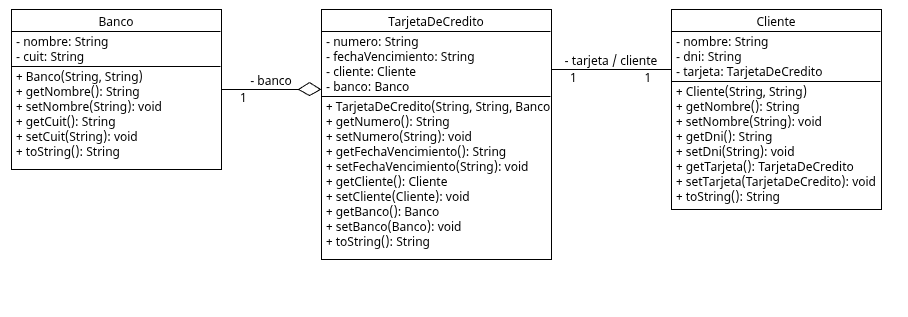 Banco
- nombre: String
- cuit: String
+ Banco(String, String)
+ getNombre(): String
+ setNombre(String): void
+ getCuit(): String
+ setCuit(String): void
+ toString(): String
- banco
1
TarjetaDeCredito
- numero: String
- fechaVencimiento: String
- cliente: Cliente
- banco: Banco
+ TarjetaDeCredito(String, String, Banco
+ getNumero(): String
+ setNumero(String): void
+ getFechaVencimiento(): String
+ setFechaVencimiento(String): void
+ getCliente(): Cliente
+ setCliente(Cliente): void
+ getBanco(): Banco
+ setBanco(Banco): void
+ toString(): String
- tarjeta / cliente
1 1
Cliente
- nombre: String
- dni: String
- tarjeta: TarjetaDeCredito
+ Cliente(String, String)
+ getNombre(): String
+ setNombre(String): void
+ getDni(): String
+ setDni(String): void
+ getTarjeta(): TarjetaDeCredito
+ setTarjeta(TarjetaDeCredito): void
+ toString(): String